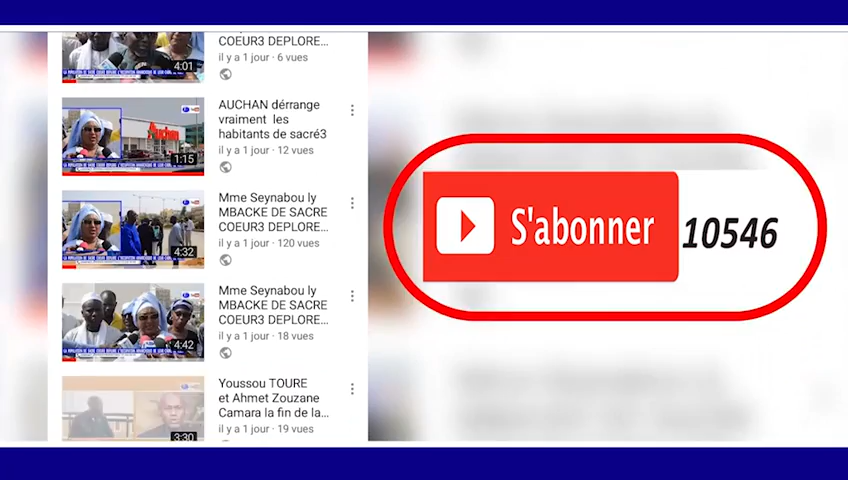 COEUR3 DEPLORE...
il y a 1 jour · 6 vues
4:01
AUCHAN dérrange
vraiment les
habitants de sacré3
il y a 1 jour · 12 vues
Auchan
1:15
Mme Seynabou ly
MBACKE DE SACRE
COEUR3 DEPLORE...
il y a 1 jour · 120 vues
4:32
Mme Seynabou ly
MBACKE DE SACRE
COEUR3 DEPLORE...
il y a 1 jour · 18 vues
4:42
Youssou TOURE
et Ahmet Zouzane
Camara la fin de la...
il y a 1 jour · 19 vues
3:30
S'abonner
10546